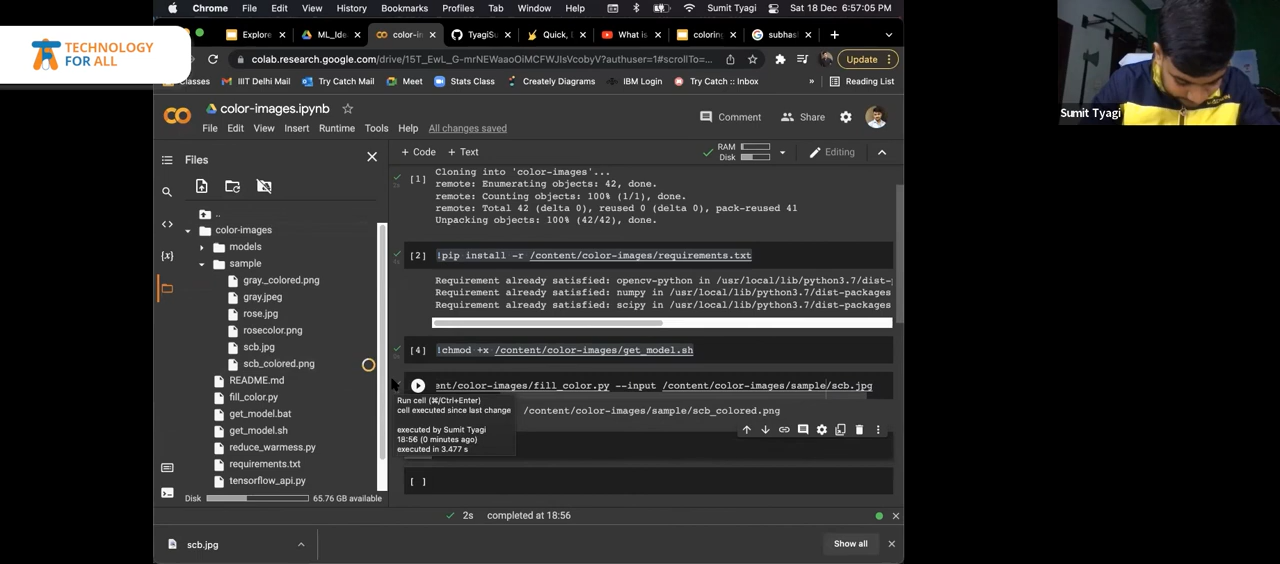 Chrome File Edit View History Bookmarks Profiles Tab Window Help Sumit Tyagi Sat 18 Dec 6:57:05 PM
TECHNOLOGY
FOR ALL
Explore ML_Ide color-i TyagiSu Quick, L What is coloring subhas
colab.research.google.com/drive/15T_EwL_G-mrNEWaaoOiMCFWJIsVcobyV?authuser=1#scrollTo=... Update
Classes IIIT Delhi Mail Try Catch Mail Meet Stats Class Creately Diagrams IBM Login Try Catch :: Inbox Reading List
color-images.ipynb
File Edit View Insert Runtime Tools Help All changes saved
Comment Share
Files
+ Code + Text
RAM
Disk
Editing
..
color-images
models
sample
gray._colored.png
gray.jpeg
rose.jpg
rosecolor.png
scb.jpg
scb_colored.png
README.md
fill_color.py
get_model.bat
get_model.sh
reduce_warmess.py
requirements.txt
tensorflow_api.py
Disk 65.76 GB available
Cloning into 'color-images'...
[1] remote: Enumerating objects: 42, done.
remote: Counting objects: 100% (1/1), done.
remote: Total 42 (delta 0), reused 0 (delta 0), pack-reused 41
Unpacking objects: 100% (42/42), done.
[2] !pip install -r /content/color-images/requirements.txt
Requirement already satisfied: opencv-python in /usr/local/lib/python3.7/dist-
Requirement already satisfied: numpy in /usr/local/lib/python3.7/dist-packages
Requirement already satisfied: scipy in /usr/local/lib/python3.7/dist-packages
[4] !chmod +x /content/color-images/get_model.sh
ent/color-images/fill_color.py --input /content/color-images/sample/scb.jpg
Run cell (⌘/Ctrl+Enter)
cell executed since last change
executed by Sumit Tyagi
18:56 (0 minutes ago)
executed in 3.477 s
/content/color-images/sample/scb_colored.png
[ ]
2s completed at 18:56
scb.jpg
Show all
Sumit Tyagi